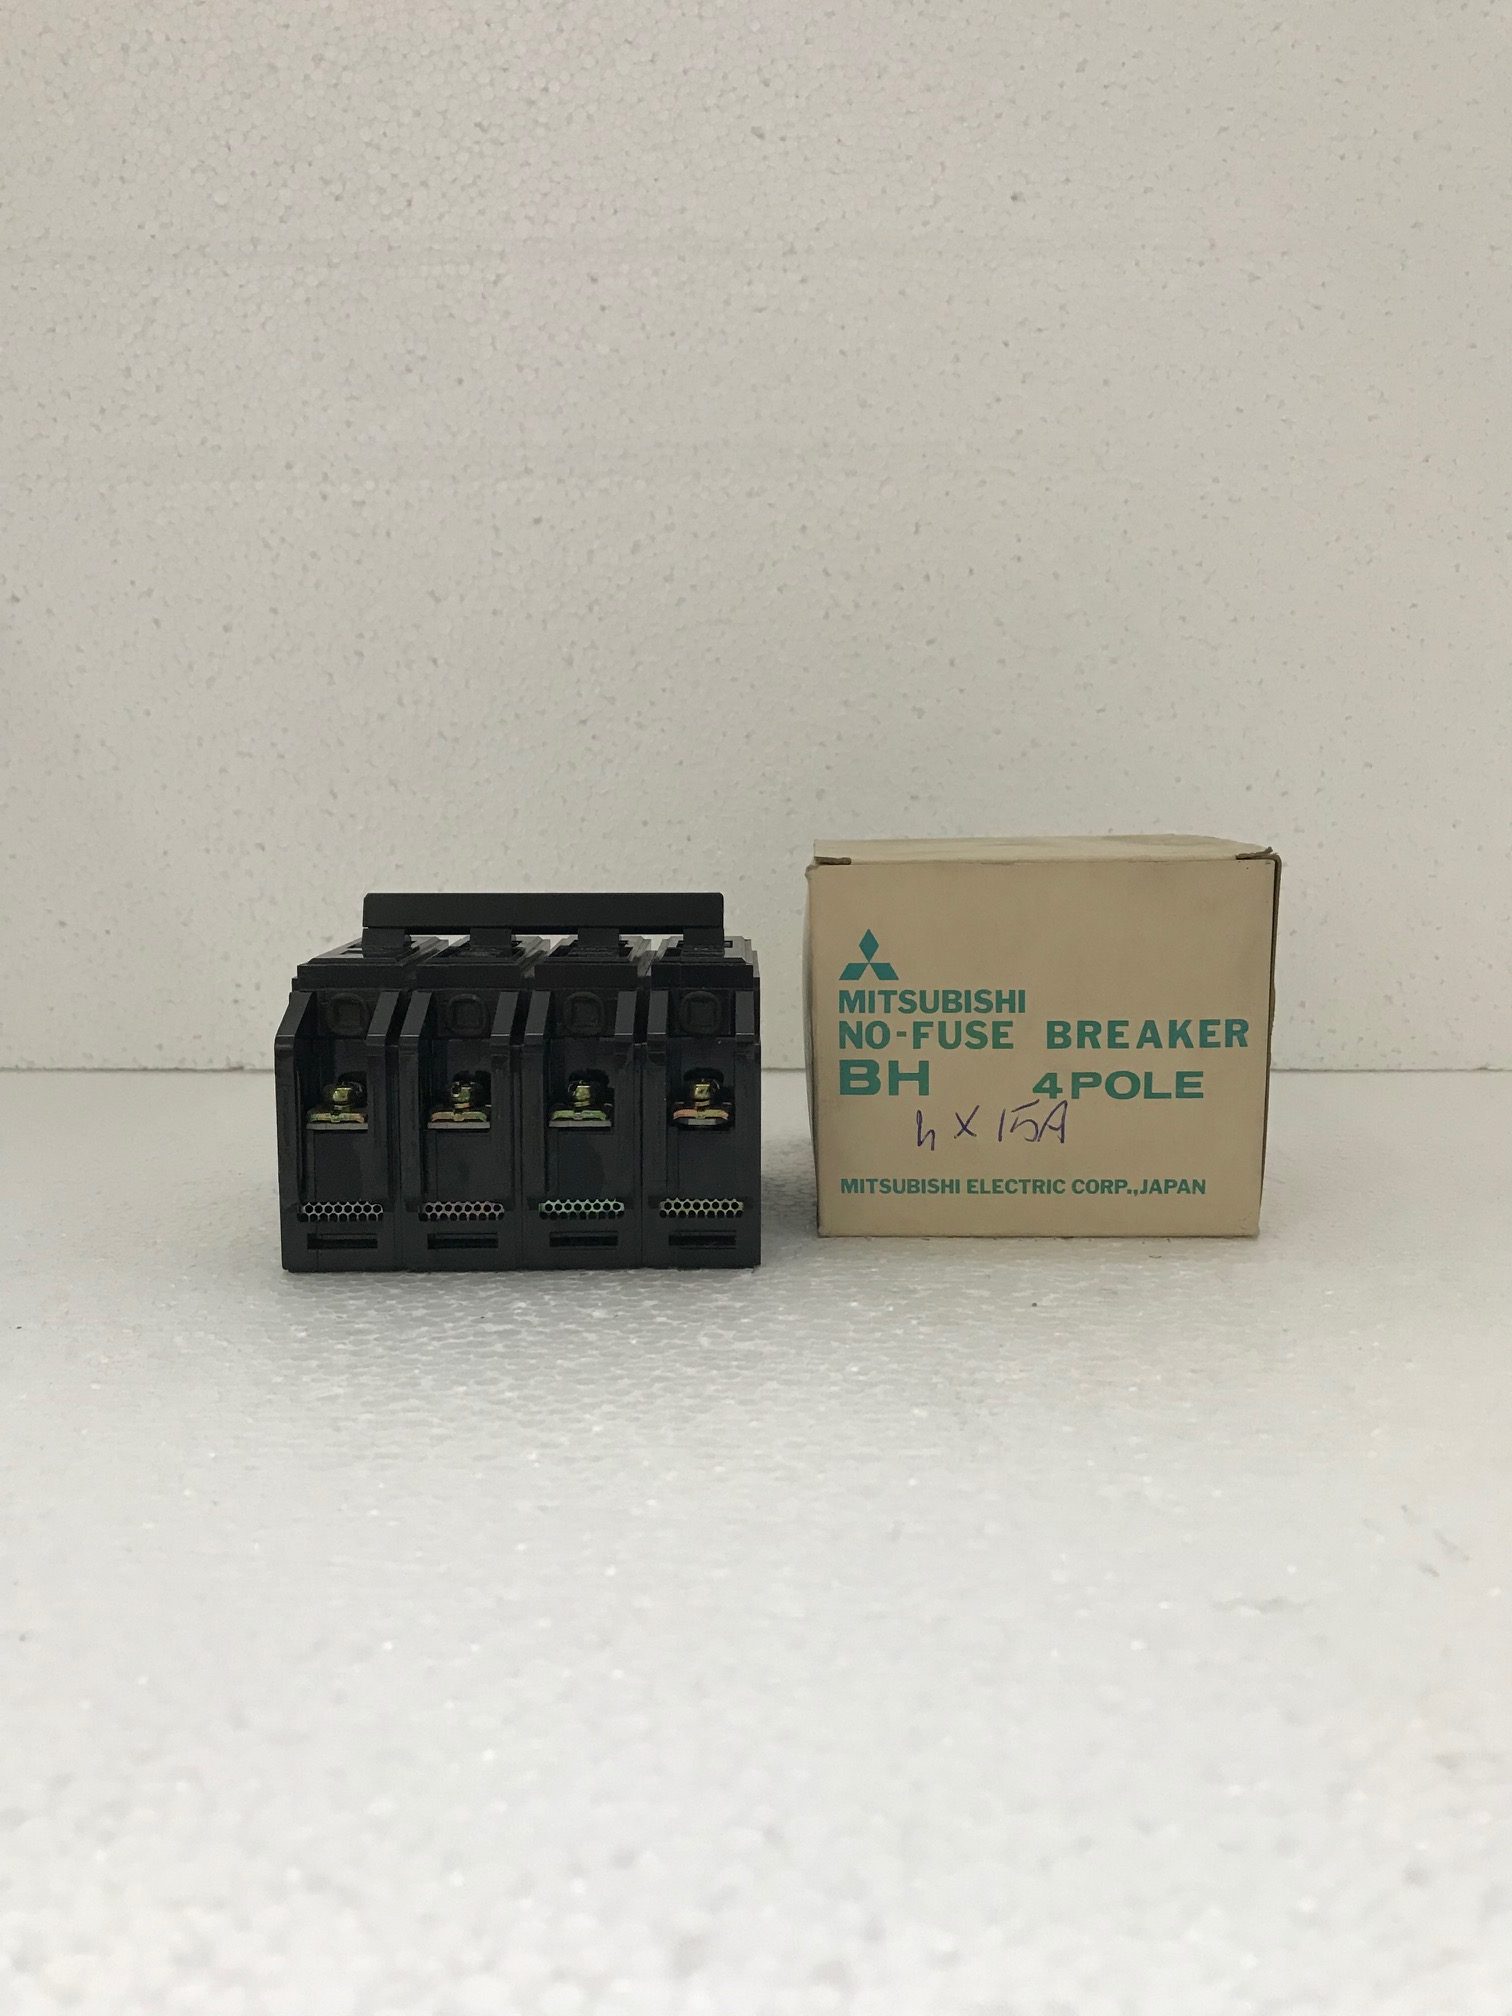 MITSUBISHI
NO-FUSE BREAKER
BH 4POLE
4 X 15A
MITSUBISHI ELECTRIC CORP.,JAPAN